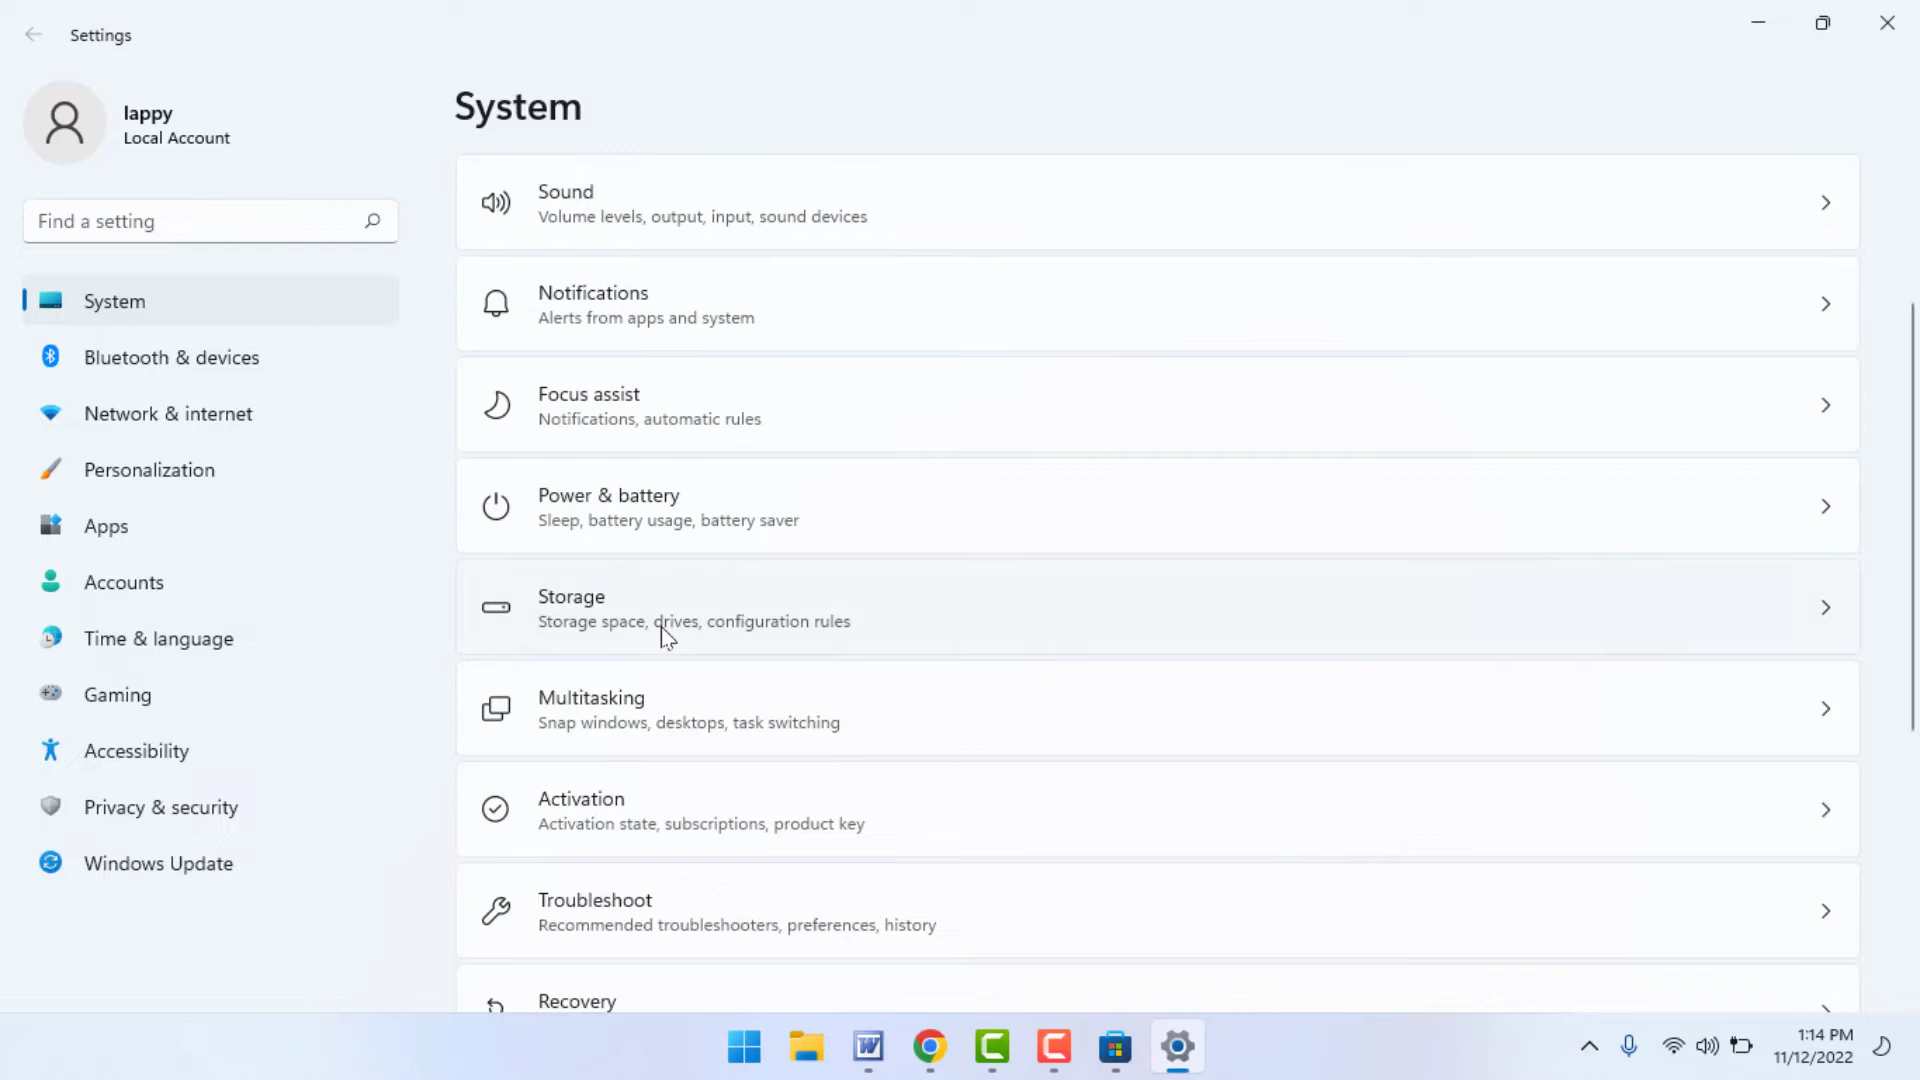 Settings
lappy
Local Account
Find a setting
System
Bluetooth & devices
Network & internet
Personalization
Apps
Accounts
Time & language
Gaming
Accessibility
Privacy & security
Windows Update
System
Sound
Volume levels, output, input, sound devices
Notifications
Alerts from apps and system
Focus assist
Notifications, automatic rules
Power & battery
Sleep, battery usage, battery saver
Storage
Storage space, drives, configuration rules
Multitasking
Snap windows, desktops, task switching
Activation
Activation state, subscriptions, product key
Troubleshoot
Recommended troubleshooters, preferences, history
Recovery
1:14 PM
11/12/2022